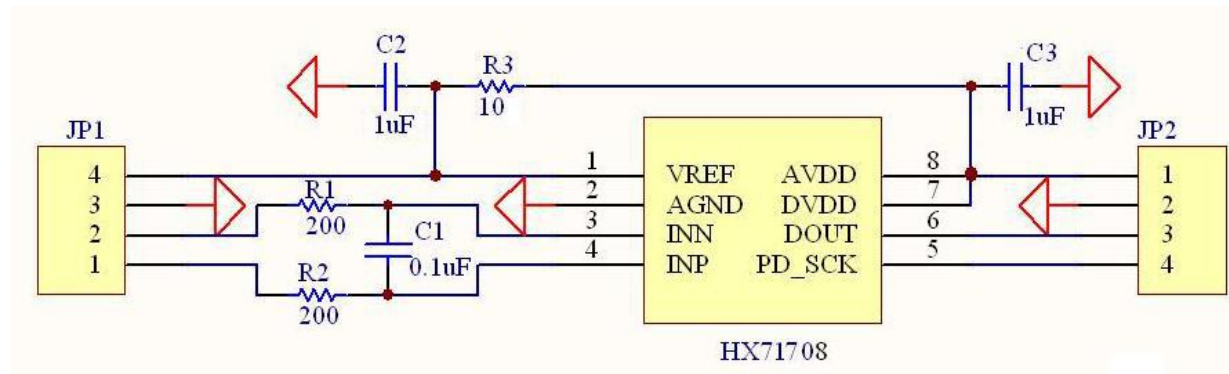 C2
1uF
R3
10
C3
1uF
JP1
4
3
2
1
R1
200
C1
0.1uF
R2
200
1
2
3
4
VREF AVDD
AGND DVDD
INN DOUT
INP PD_SCK
8
7
6
5
HX71708
JP2
1
2
3
4